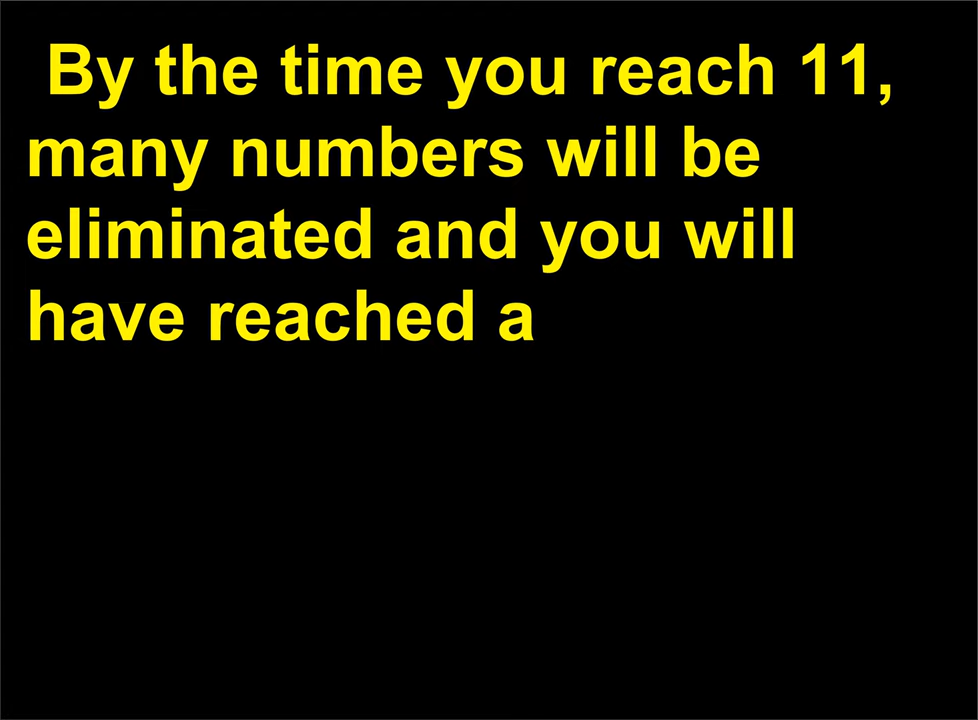 By the time you reach 11,
many numbers will be
eliminated and you will
have reached a